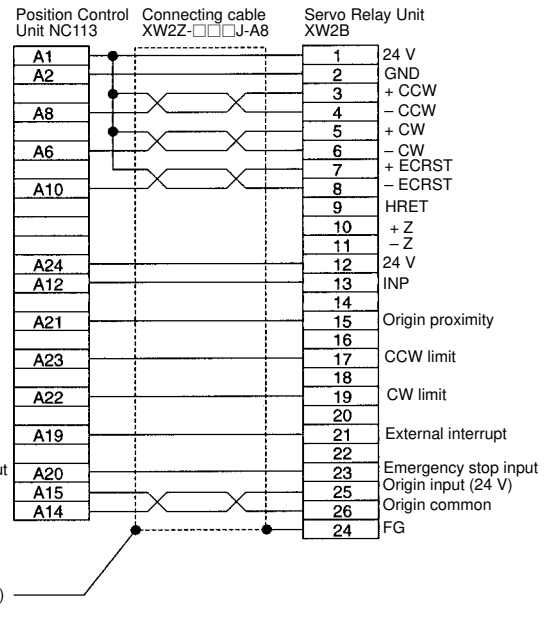 Position Control Connecting cable Servo Relay Unit
Unit NC113 XW2Z-□□□J-A8 XW2B
A1 1 24 V
A2 2 GND
3 + CCW
A8 4 – CCW
5 + CW
A6 6 – CW
7 + ECRST
A10 8 – ECRST
9 HRET
10 + Z
11 – Z
A24 12 24 V
A12 13 INP
14
A21 15 Origin proximity
16
A23 17 CCW limit
18
A22 19 CW limit
20
A19 21 External interrupt
22
A20 23 Emergency stop input
A15 25 Origin input (24 V)
A14 26 Origin common
24 FG